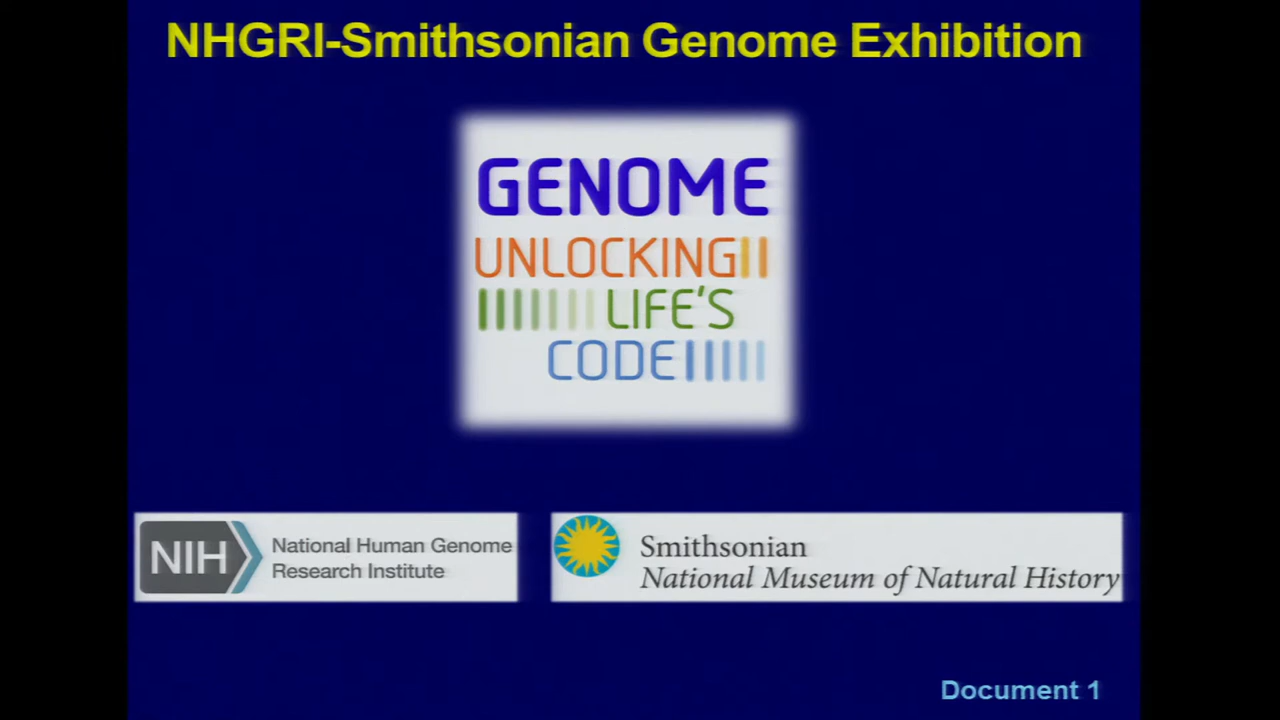 NHGRI-Smithsonian Genome Exhibition
GENOME
UNLOCKING
LIFE'S
CODE
NIH
National Human Genome
Research Institute
Smithsonian
National Museum of Natural History
Document 1